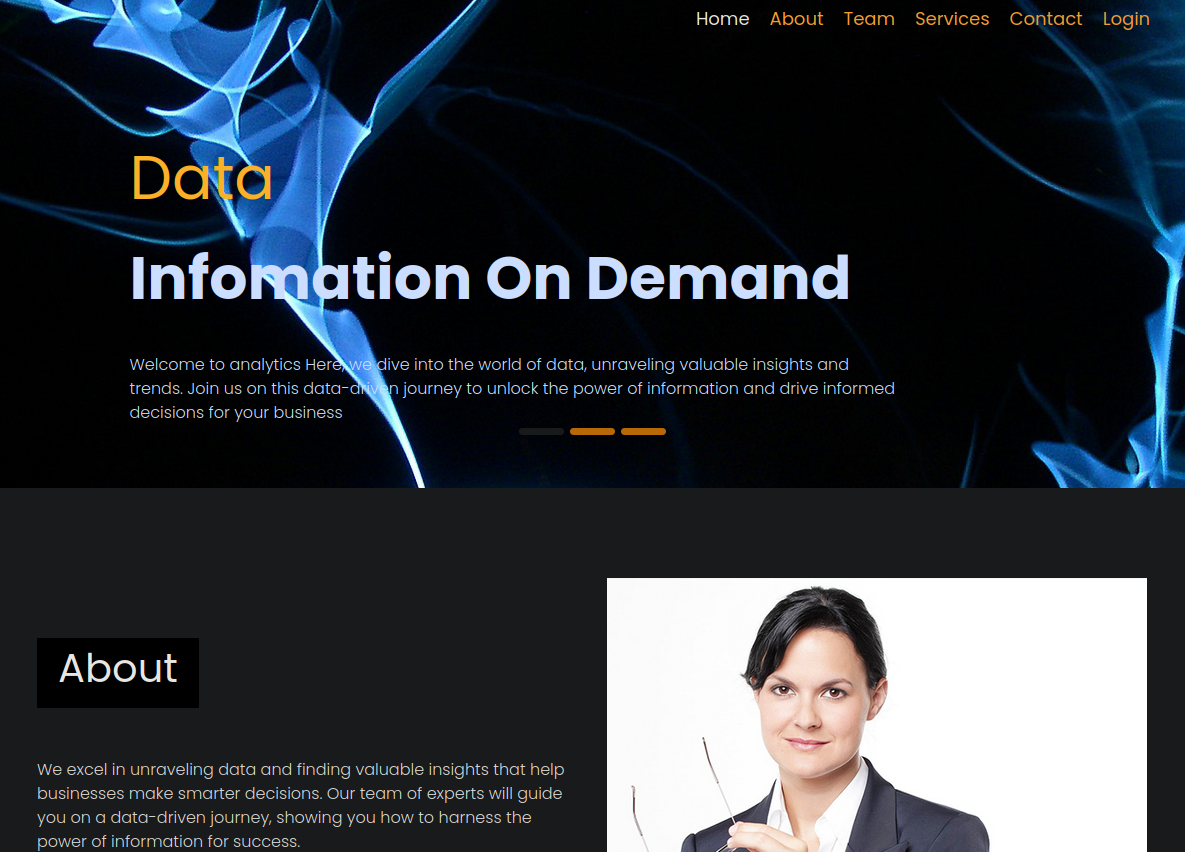 Home About Team Services Contact Login
Data
Infomation On Demand
Welcome to analytics Here, we dive into the world of data, unraveling valuable insights and
trends. Join us on this data-driven journey to unlock the power of information and drive informed
decisions for your business
About
We excel in unraveling data and finding valuable insights that help
businesses make smarter decisions. Our team of experts will guide
you on a data-driven journey, showing you how to harness the
power of information for success.